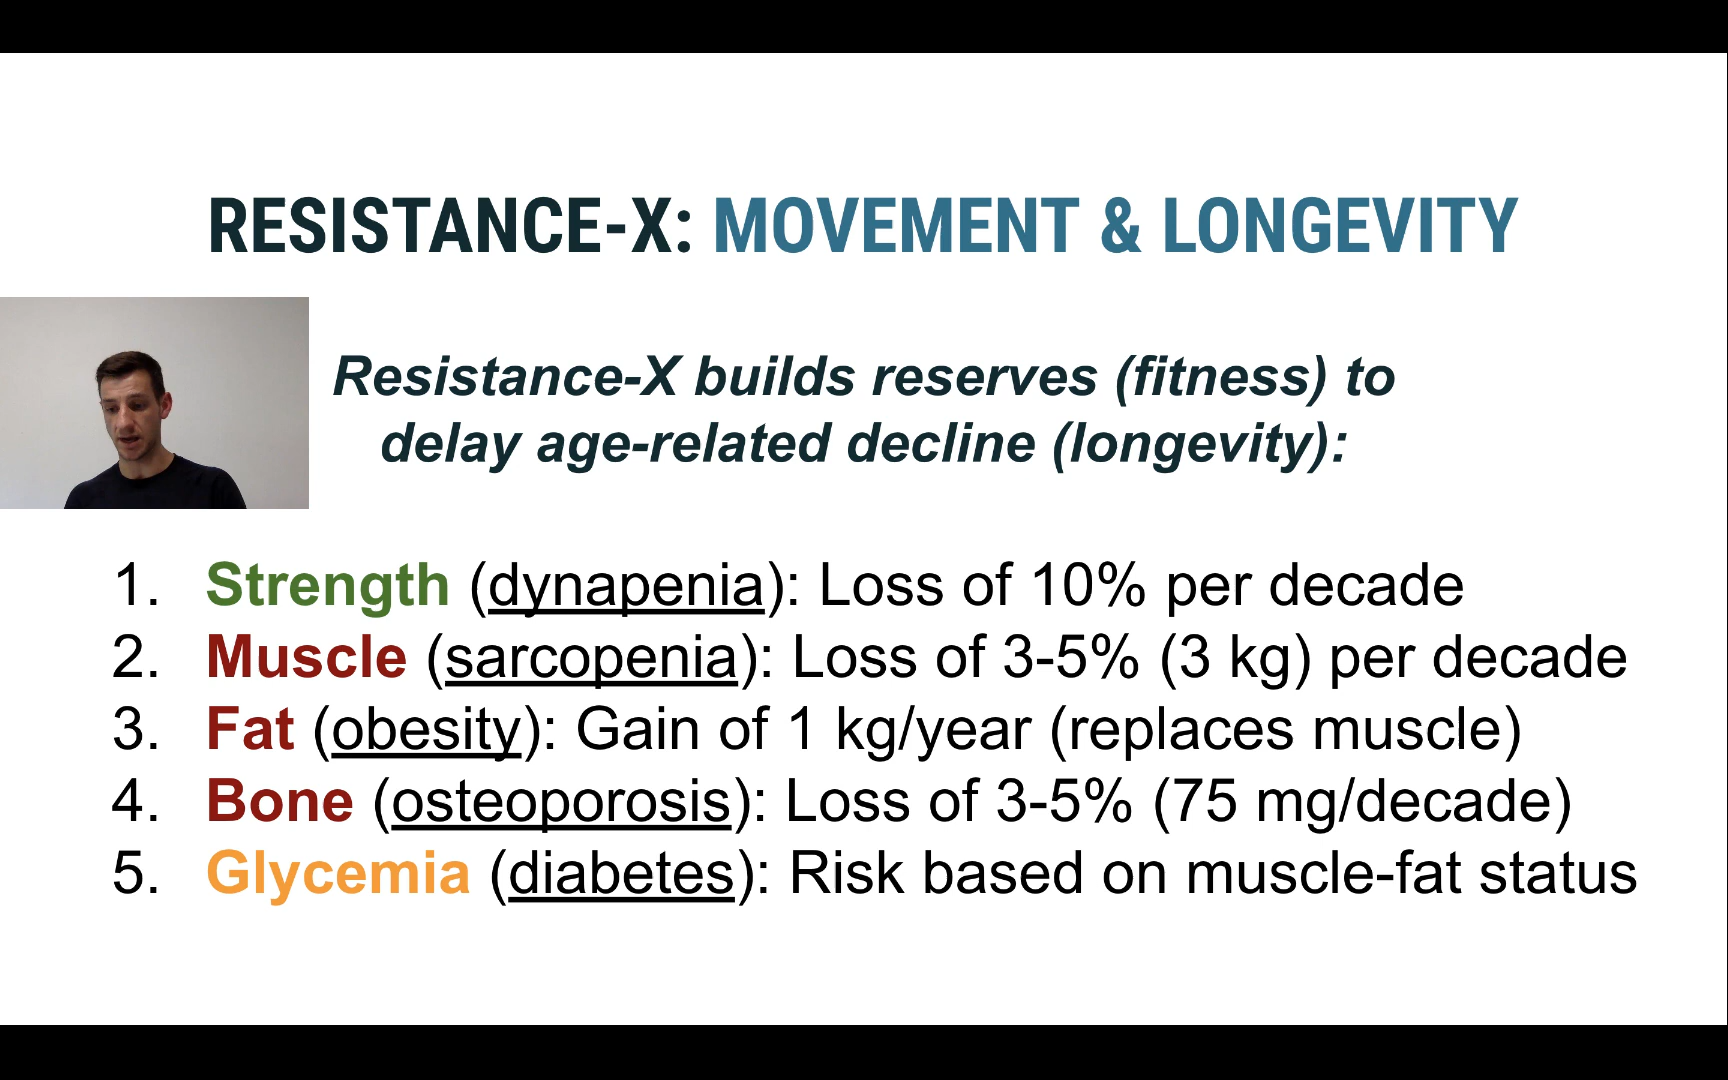 RESISTANCE-X: MOVEMENT & LONGEVITY
Resistance-X builds reserves (fitness) to
delay age-related decline (longevity):
1. Strength (dynapenia): Loss of 10% per decade
2. Muscle (sarcopenia): Loss of 3-5% (3 kg) per decade
3. Fat (obesity): Gain of 1 kg/year (replaces muscle)
4. Bone (osteoporosis): Loss of 3-5% (75 mg/decade)
5. Glycemia (diabetes): Risk based on muscle-fat status